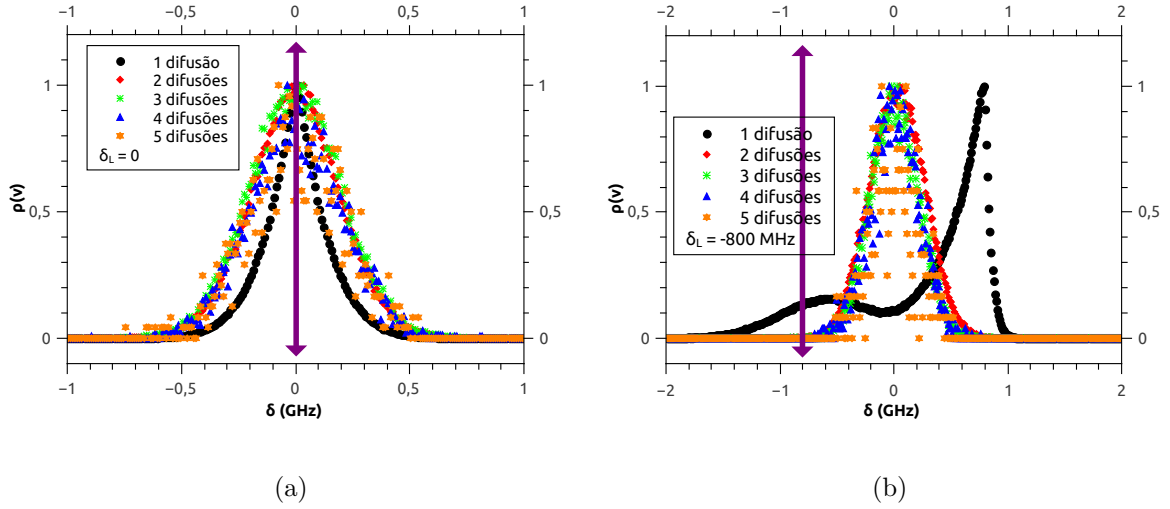 −1 −0,5 0 0,5 1
1 difusão
2 difusões
3 difusões
4 difusões
5 difusões
δL = 0
ρ(ν)
0 0,5 1
0 0,5 1
−1 −0,5 0 0,5 1
δ (GHz)
(a)
−2 −1 0 1 2
1 difusão
2 difusões
3 difusões
4 difusões
5 difusões
δL = -800 MHz
ρ(ν)
0 0,5 1
0 0,5 1
−2 −1 0 1 2
δ (GHz)
(b)